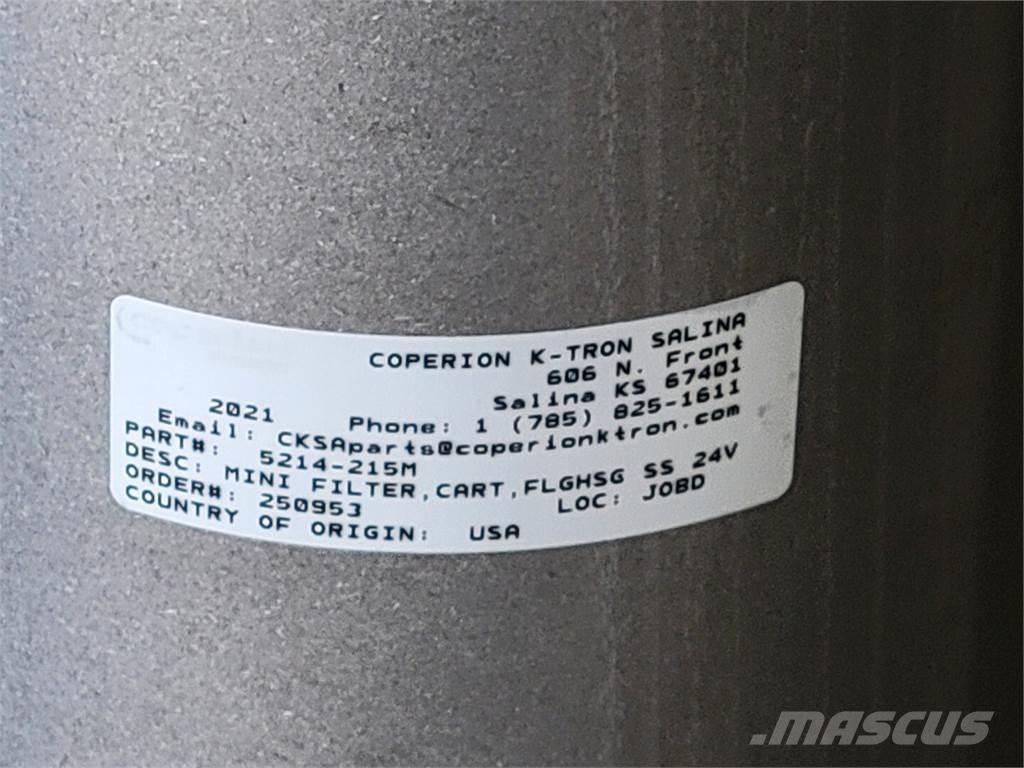 COPERION K-TRON SALINA
606 N. Front
Salina KS 67401
2021 Phone: 1 (785) 825-1611
Email: CKSAparts@coperionktron.com
PART#: 5214-215M
DESC: MINI FILTER,CART,FLGHSG SS 24V
ORDER#: 250953 LOC: JOBD
COUNTRY OF ORIGIN: USA
.MASCUS